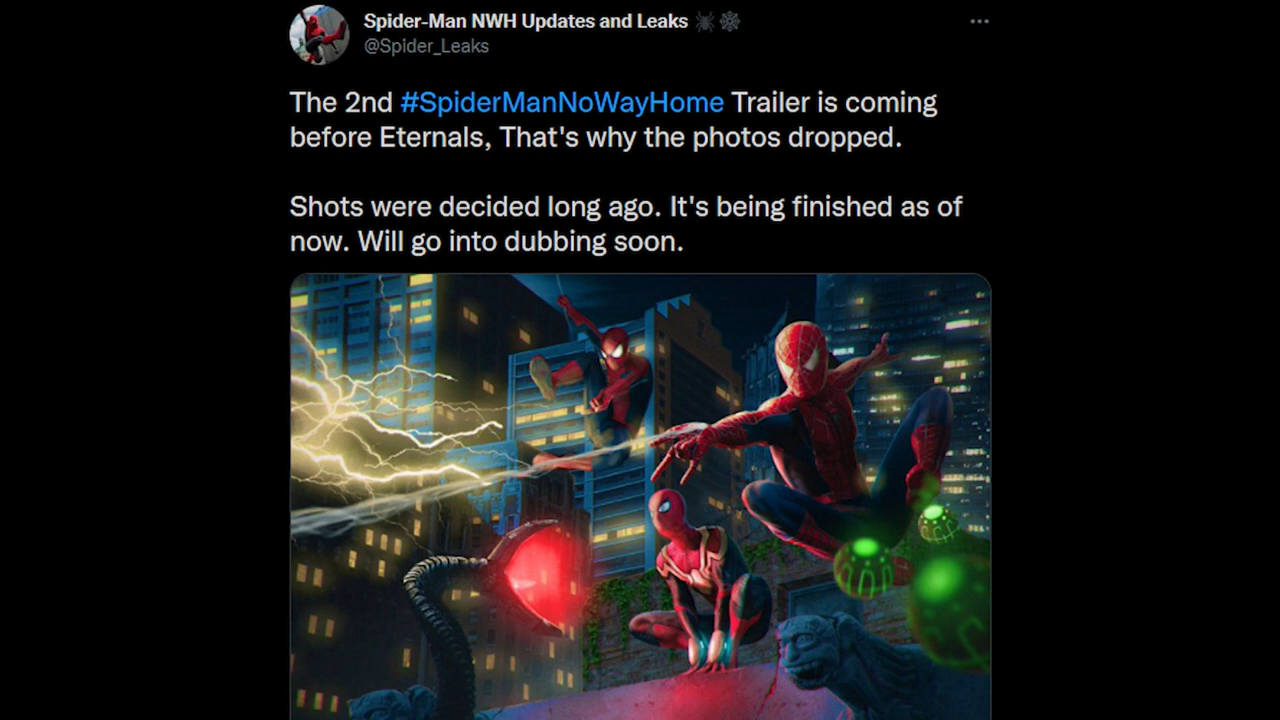 Spider-Man NWH Updates and Leaks 🕷 🕸
@Spider_Leaks
The 2nd #SpiderManNoWayHome Trailer is coming
before Eternals, That's why the photos dropped.
Shots were decided long ago. It's being finished as of
now. Will go into dubbing soon.